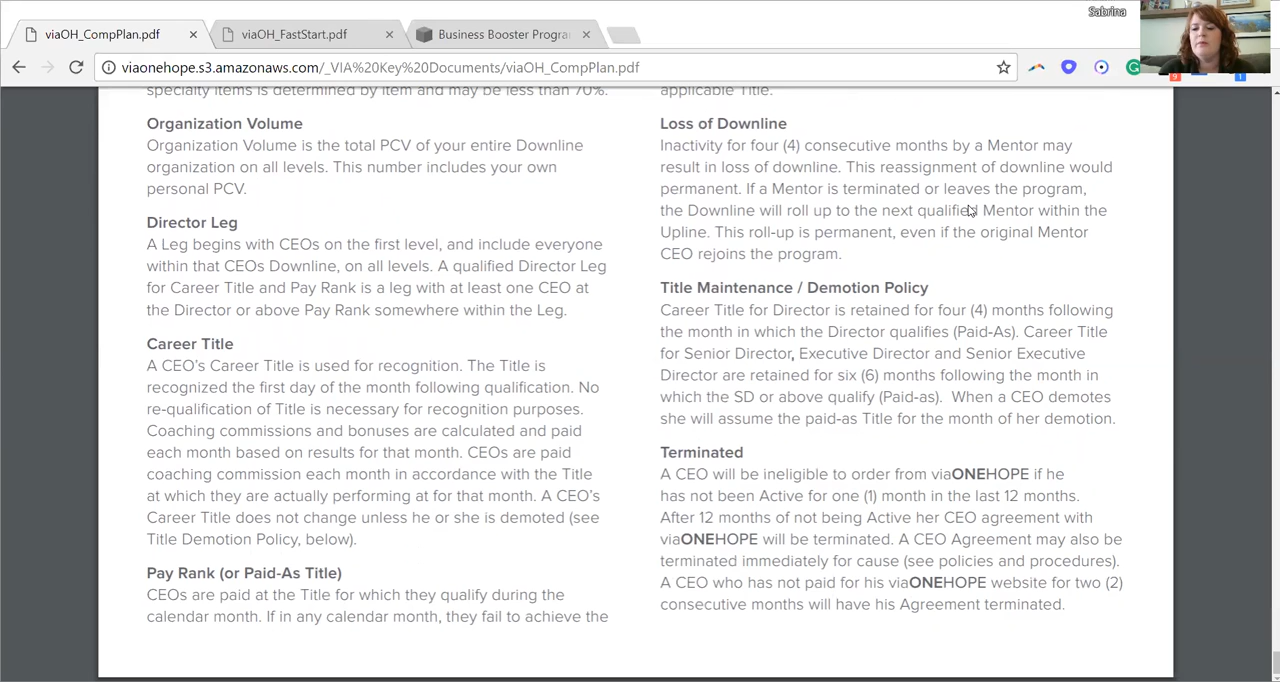 Sabrina
viaOH_CompPlan.pdf
viaOH_FastStart.pdf
Business Booster Progra
viaonehope.s3.amazonaws.com/_VIA%20Key%20Documents/viaOH_CompPlan.pdf
9
1
specialty items is determined by item and may be less than 70%.
Organization Volume
Organization Volume is the total PCV of your entire Downline
organization on all levels. This number includes your own
personal PCV.
Director Leg
A Leg begins with CEOs on the first level, and include everyone
within that CEOs Downline, on all levels. A qualified Director Leg
for Career Title and Pay Rank is a leg with at least one CEO at
the Director or above Pay Rank somewhere within the Leg.
Career Title
A CEO's Career Title is used for recognition. The Title is
recognized the first day of the month following qualification. No
re-qualification of Title is necessary for recognition purposes.
Coaching commissions and bonuses are calculated and paid
each month based on results for that month. CEOs are paid
coaching commission each month in accordance with the Title
at which they are actually performing at for that month. A CEO's
Career Title does not change unless he or she is demoted (see
Title Demotion Policy, below).
Pay Rank (or Paid-As Title)
CEOs are paid at the Title for which they qualify during the
calendar month. If in any calendar month, they fail to achieve the
applicable Title.
Loss of Downline
Inactivity for four (4) consecutive months by a Mentor may
result in loss of downline. This reassignment of downline would
permanent. If a Mentor is terminated or leaves the program,
the Downline will roll up to the next qualified Mentor within the
Upline. This roll-up is permanent, even if the original Mentor
CEO rejoins the program.
Title Maintenance / Demotion Policy
Career Title for Director is retained for four (4) months following
the month in which the Director qualifies (Paid-As). Career Title
for Senior Director, Executive Director and Senior Executive
Director are retained for six (6) months following the month in
which the SD or above qualify (Paid-as). When a CEO demotes
she will assume the paid-as Title for the month of her demotion.
Terminated
A CEO will be ineligible to order from viaONEHOPE if he
has not been Active for one (1) month in the last 12 months.
After 12 months of not being Active her CEO agreement with
viaONEHOPE will be terminated. A CEO Agreement may also be
terminated immediately for cause (see policies and procedures).
A CEO who has not paid for his viaONEHOPE website for two (2)
consecutive months will have his Agreement terminated.